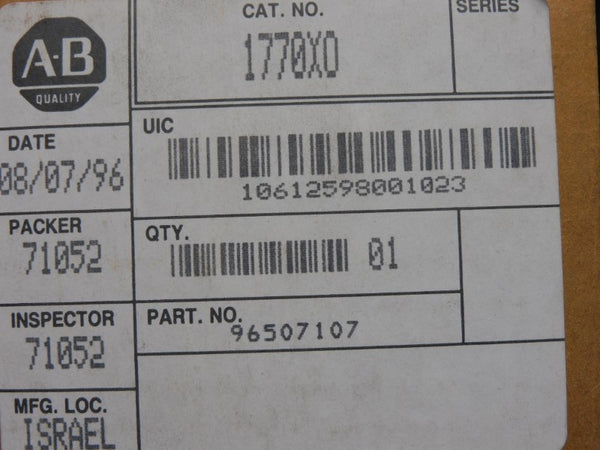 A·B
QUALITY
CAT. NO.
1770XO
SERIES
DATE
08/07/96
UIC
10612598001023
PACKER
71052
QTY.
01
INSPECTOR
71052
PART. NO.
96507107
MFG. LOC.
ISRAEL